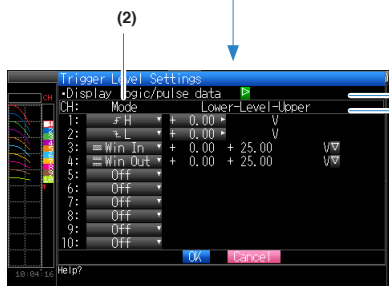 (2)
Trigger Level Settings
•Display logic/pulse data
CH: Mode Lower-Level-Upper
1: H + 0.00 V
2: L + 0.00 V
3: Win In + 0.00 + 25.00 V
4: Win Out + 0.00 + 25.00 V
5: Off
6: Off
7: Off
8: Off
9: Off
10: Off
OK Cancel
Help?
CH
10:04:16